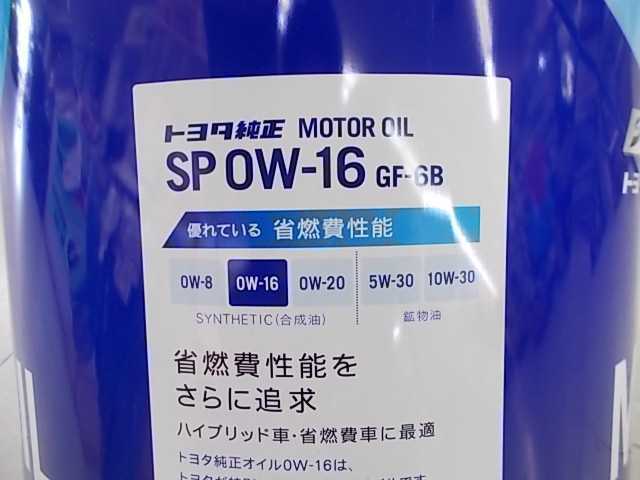 トヨタ純正 MOTOR OIL
SP 0W-16 GF-6B
優れている 省燃費性能
0W-8 0W-16 0W-20 5W-30 10W-30
SYNTHETIC(合成油) 鉱物油
省燃費性能を
さらに追求
ハイブリッド車・省燃費車に最適
トヨタ純正オイル0W-16は、